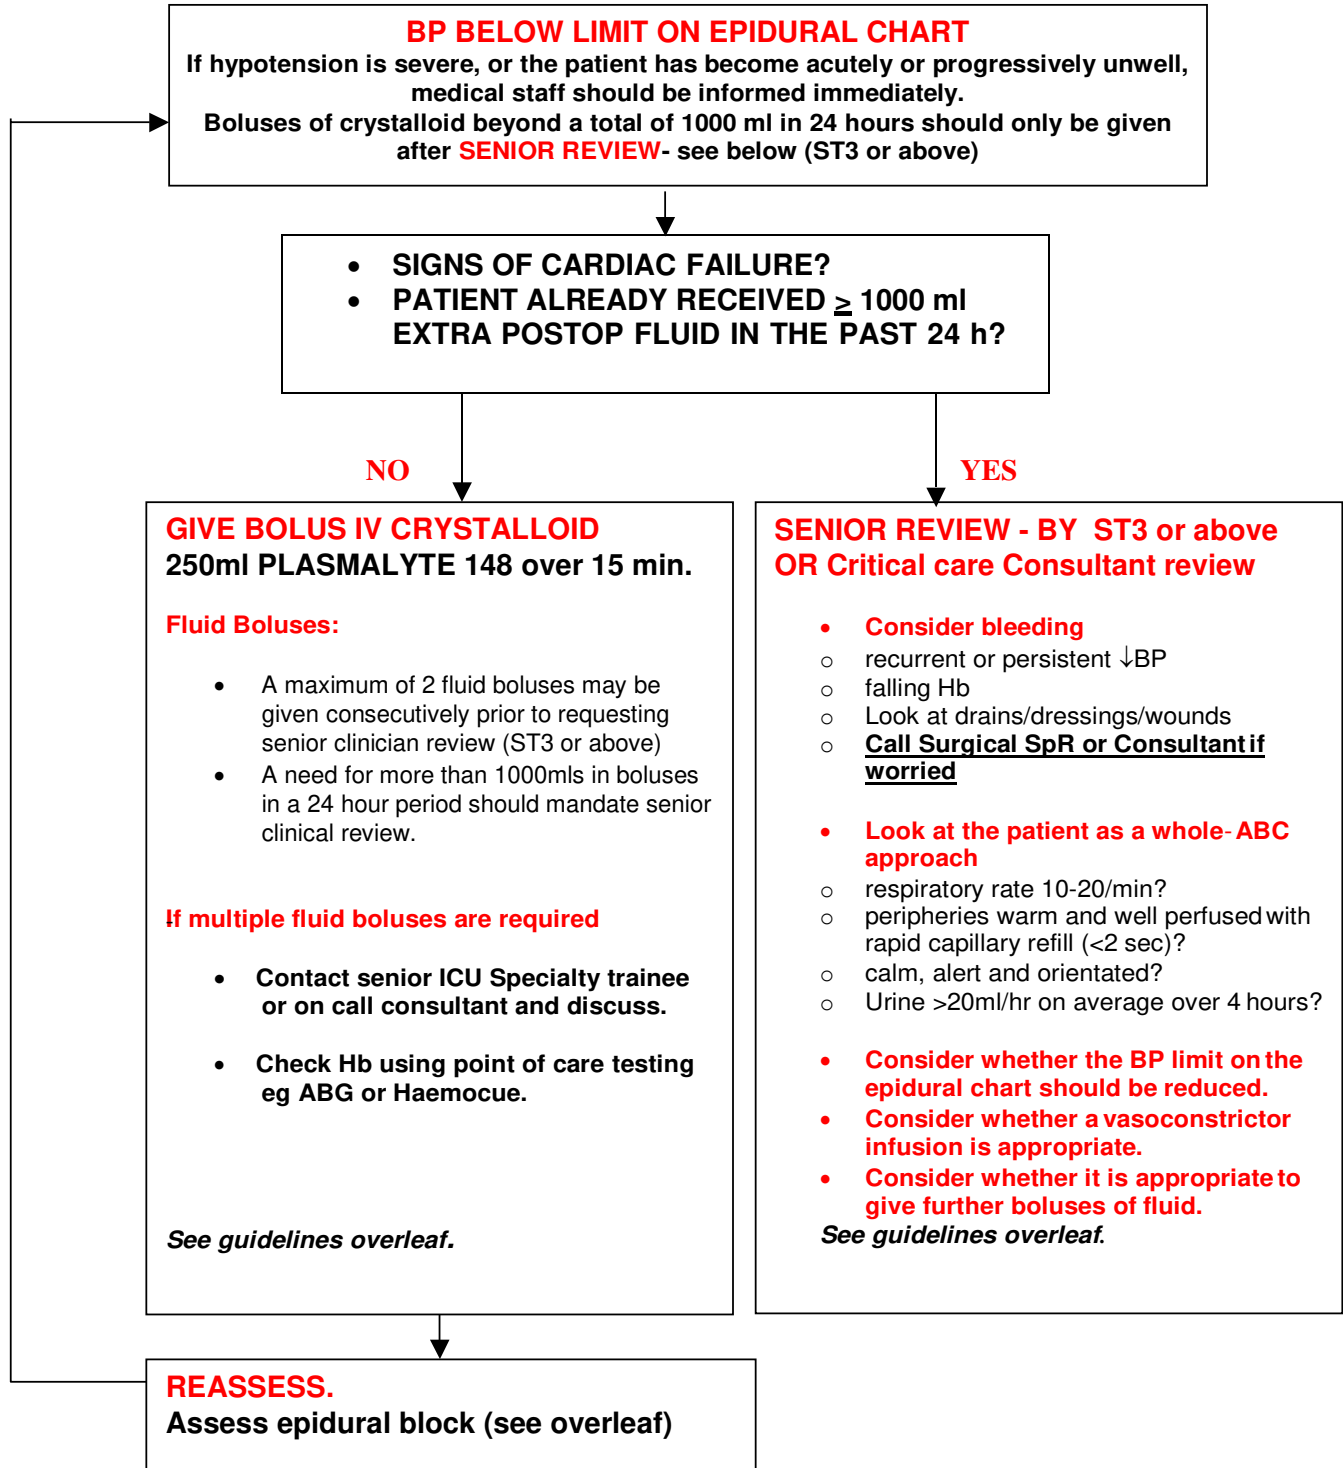 BP BELOW LIMIT ON EPIDURAL CHART
If hypotension is severe, or the patient has become acutely or progressively unwell,
medical staff should be informed immediately.
Boluses of crystalloid beyond a total of 1000 ml in 24 hours should only be given
after SENIOR REVIEW- see below (ST3 or above)
• SIGNS OF CARDIAC FAILURE?
• PATIENT ALREADY RECEIVED ≥ 1000 ml
EXTRA POSTOP FLUID IN THE PAST 24 h?
NO
YES
GIVE BOLUS IV CRYSTALLOID
250ml PLASMALYTE 148 over 15 min.
Fluid Boluses:
• A maximum of 2 fluid boluses may be
given consecutively prior to requesting
senior clinician review (ST3 or above)
• A need for more than 1000mls in boluses
in a 24 hour period should mandate senior
clinical review.
If multiple fluid boluses are required
• Contact senior ICU Specialty trainee
or on call consultant and discuss.
• Check Hb using point of care testing
eg ABG or Haemocue.
See guidelines overleaf.
SENIOR REVIEW - BY ST3 or above
OR Critical care Consultant review
• Consider bleeding
o recurrent or persistent ↓BP
o falling Hb
o Look at drains/dressings/wounds
o Call Surgical SpR or Consultant if
worried
• Look at the patient as a whole- ABC
approach
o respiratory rate 10-20/min?
o peripheries warm and well perfused with
rapid capillary refill (<2 sec)?
o calm, alert and orientated?
o Urine >20ml/hr on average over 4 hours?
• Consider whether the BP limit on the
epidural chart should be reduced.
• Consider whether a vasoconstrictor
infusion is appropriate.
• Consider whether it is appropriate to
give further boluses of fluid.
See guidelines overleaf.
REASSESS.
Assess epidural block (see overleaf)